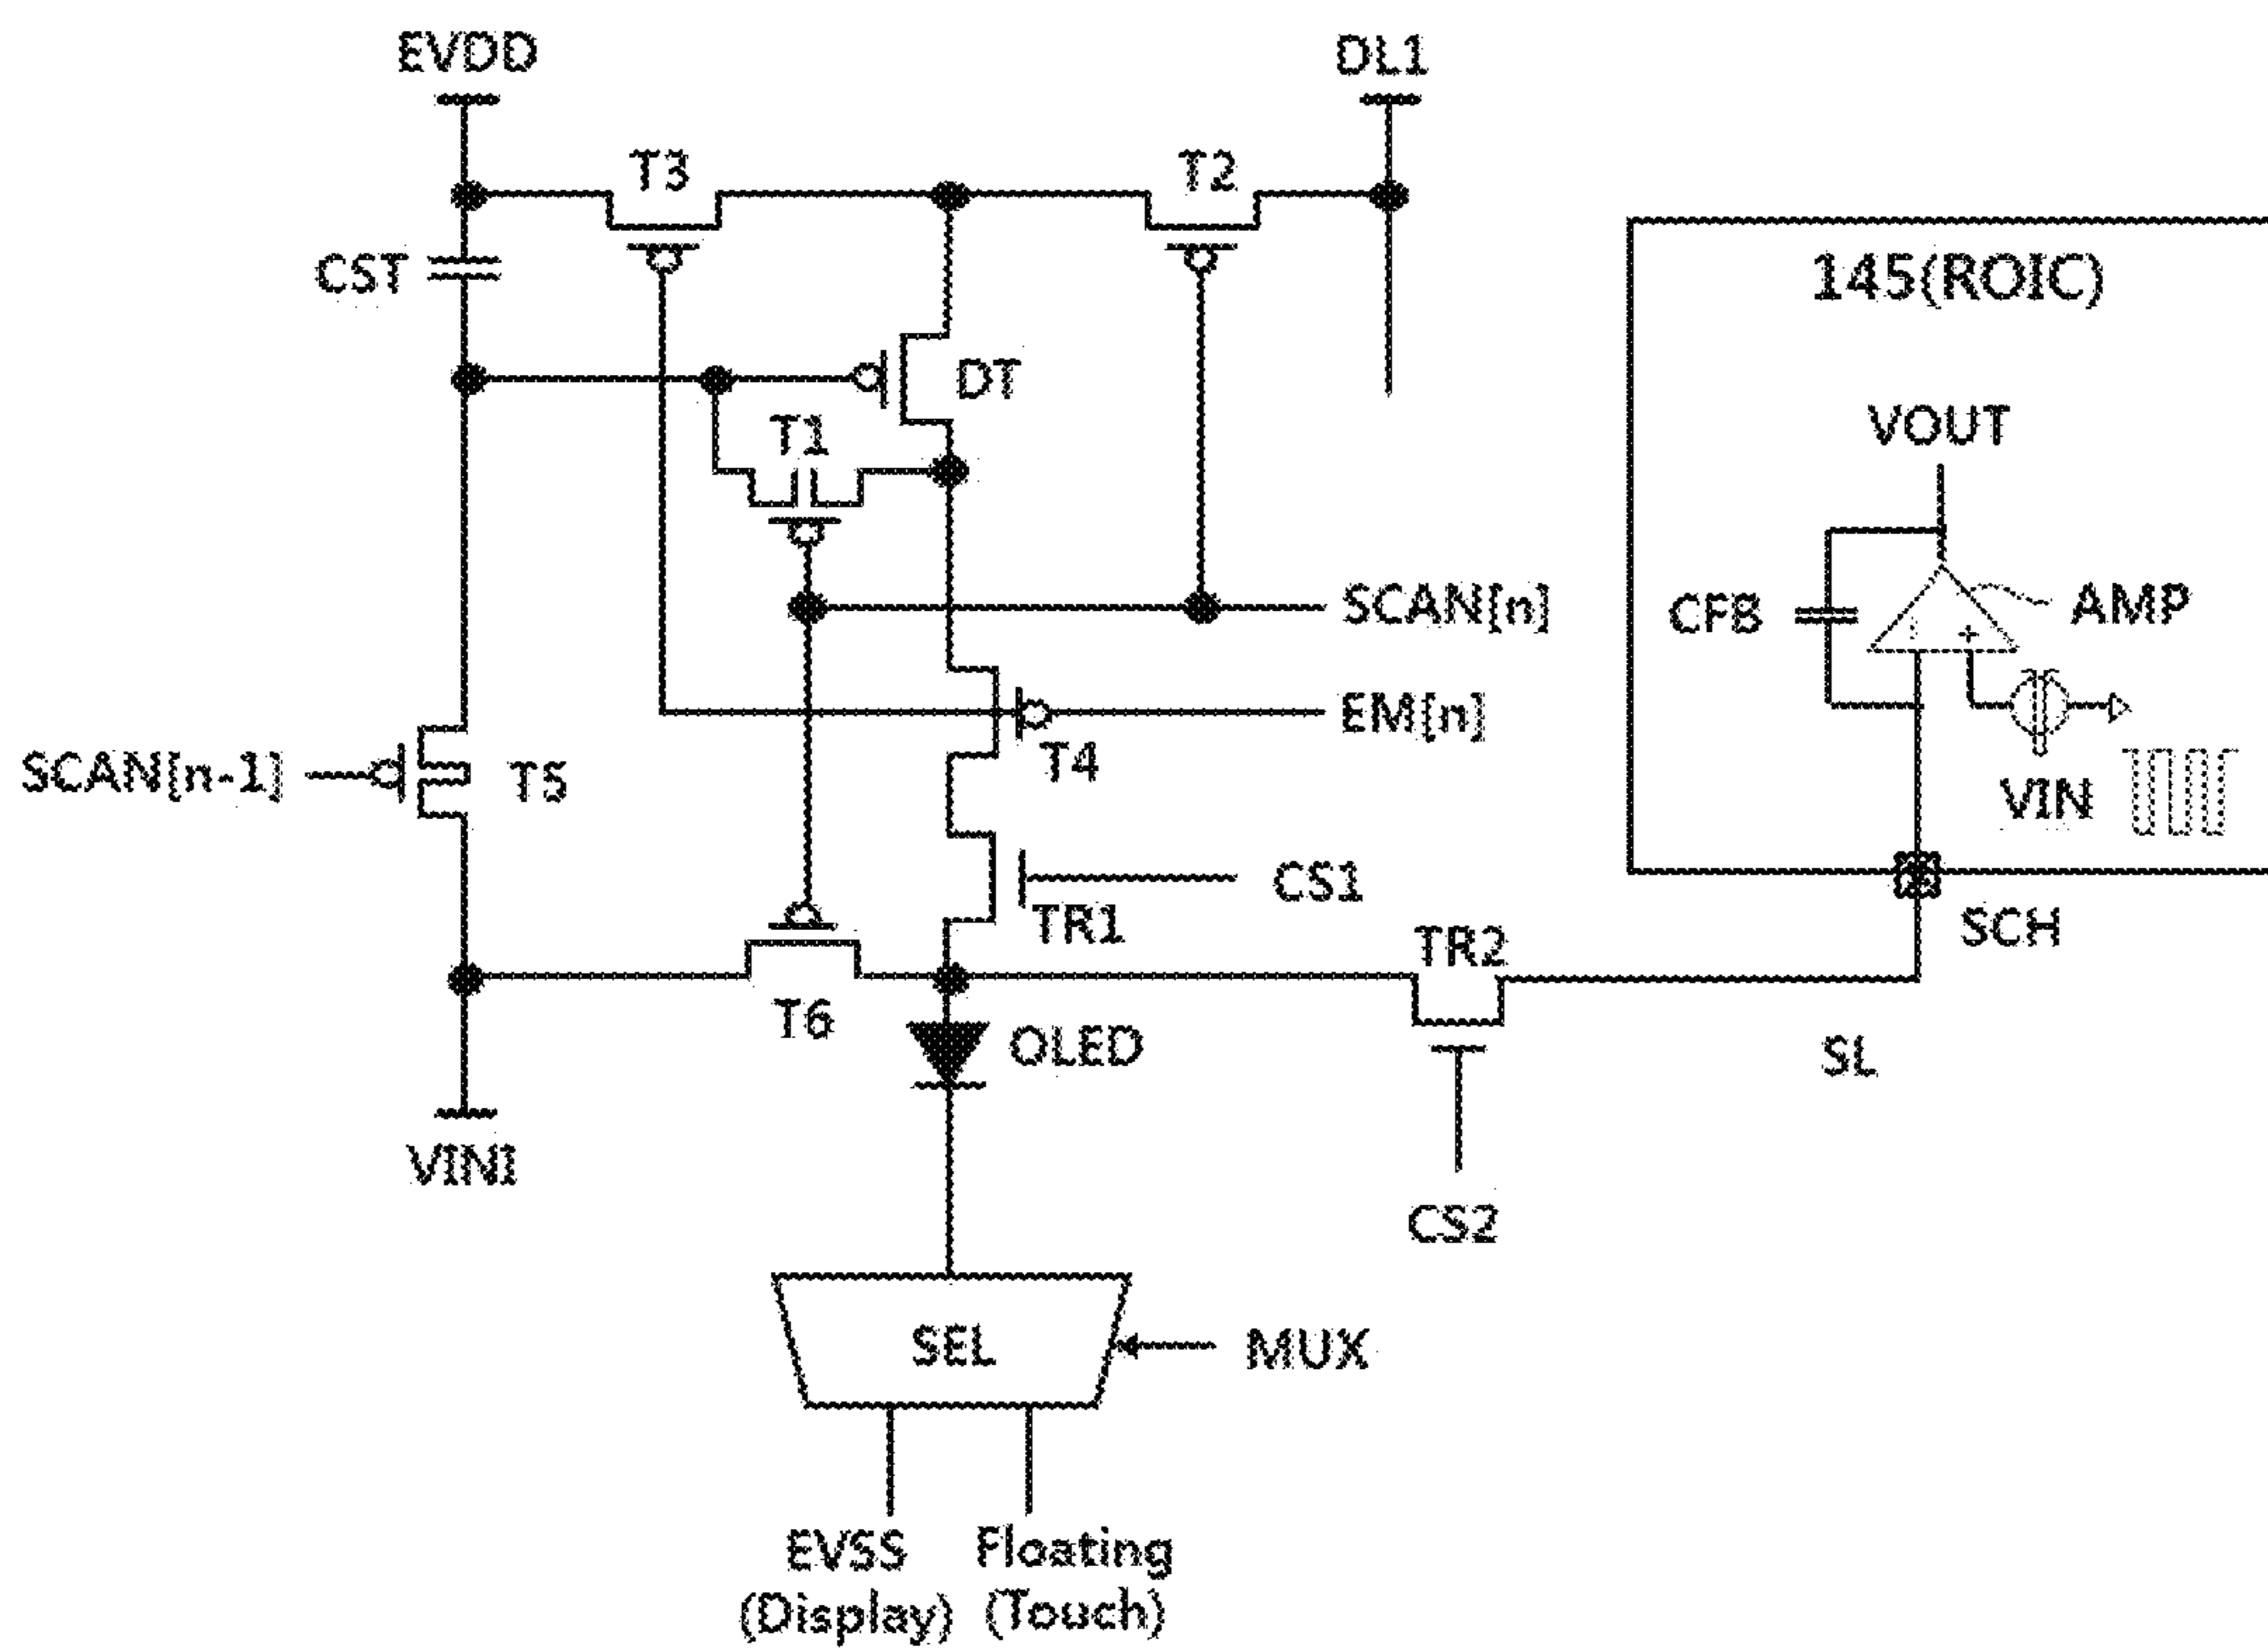 EVDD
DL1
T3
T2
CST
145(ROIC)
DT
VOUT
T1
SCAN[n]
CFB
AMP
- +
EM[n]
T4
SCAN[n-1]
T5
VIN
CS1
TR1
SCH
TR2
T6
OLED
SL
VINI
CS2
SEL
MUX
EVSS
(Display)
Floating
(Touch)